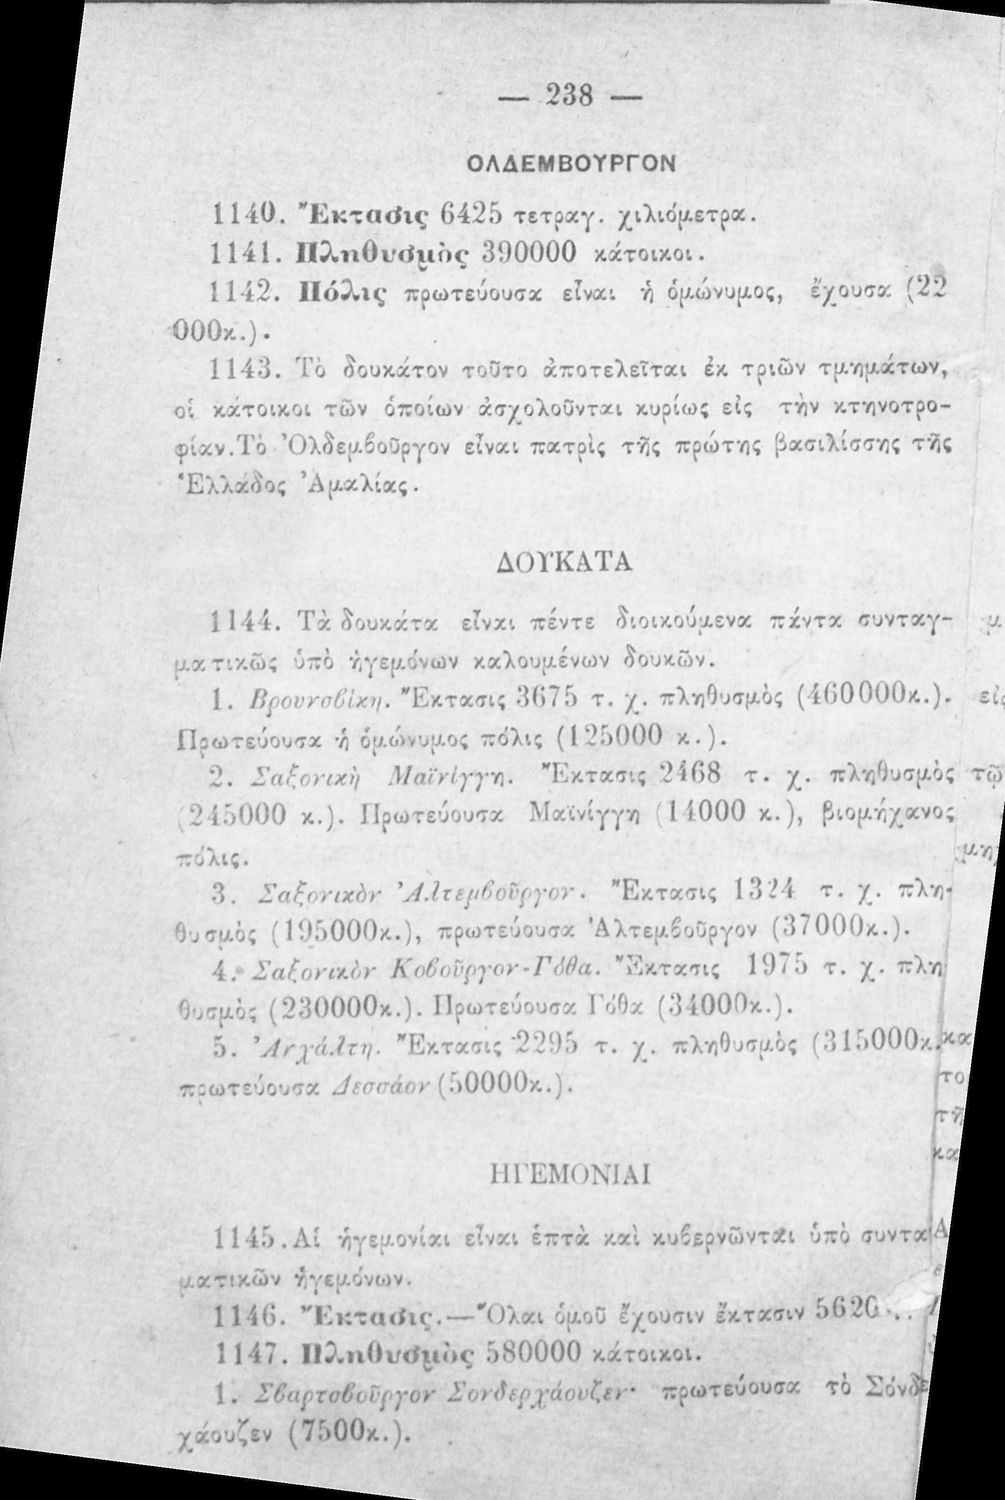 — 238 —
ΟΛΔΕΜΒΟΥΡΓΟΝ
1140. Ἔκτασις 6425 τετραγ. χιλιόμετρα.
1141. Πληθυσμὸς 390000 κάτοικοι.
1142. Πόλις πρωτεύουσα εἶναι ἡ ὁμώνυμος, ἔχουσα (22
000κ.).
1143. Τὸ δουκάτον τοῦτο ἀποτελεῖται ἐκ τριῶν τμημάτων,
οἱ κάτοικοι τῶν ὁποίων ἀσχολοῦνται κυρίως εἰς τὴν κτηνοτρο-
φίαν. Τὸ Ὀλδεμβοῦργον εἶναι πατρὶς τῆς πρώτης βασιλίσσης τῆς
Ἑλλάδος Ἀμαλίας.
ΔΟΥΚΑΤΑ
1144. Τὰ δουκάτα εἶναι πέντε διοικούμενα πάντα συνταγ-
ματικῶς ὑπὸ ἡγεμόνων καλουμένων δουκῶν.
1. Βρουνσβίκη. Ἔκτασις 3675 τ. χ. πληθυσμὸς (460000κ.).
Πρωτεύουσα ἡ ὁμώνυμος πόλις (125000 κ.).
2. Σαξονικὴ Μαϊνίγγη. Ἔκτασις 2468 τ. χ. πληθυσμὸς
(245000 κ.). Πρωτεύουσα Μαϊνίγγη (14000 κ.), βιομήχανος
πόλις.
3. Σαξονικὸν Ἀλτεμβοῦργον. Ἔκτασις 1324 τ. χ. πλη-
θυσμὸς (195000κ.), πρωτεύουσα Ἀλτεμβοῦργον (37000κ.).
4. Σαξονικὸν Κοβοῦργον-Γόθα. Ἔκτασις 1975 τ. χ. πλη
θυσμὸς (230000κ.). Πρωτεύουσα Γόθα (34000κ.).
5. Ἀνχάλτη. Ἔκτασις 2295 τ. χ. πληθυσμὸς (315000κ.
πρωτεύουσα Δεσσάον (50000κ.).
ΗΓΕΜΟΝΙΑΙ
1145. Αἱ ἡγεμονίαι εἶναι ἑπτὰ καὶ κυβερνῶνται ὑπὸ συντα
ματικῶν ἡγεμόνων.
1146. Ἔκτασις.—Ὅλαι ὁμοῦ ἔχουσιν ἔκτασιν 5620
1147. Πληθυσμὸς 580000 κάτοικοι.
1. Σβαρτσβοῦργον Σονδερχάουζεν· πρωτεύουσα τὸ Σόνδε
χάουζεν (7500κ.).